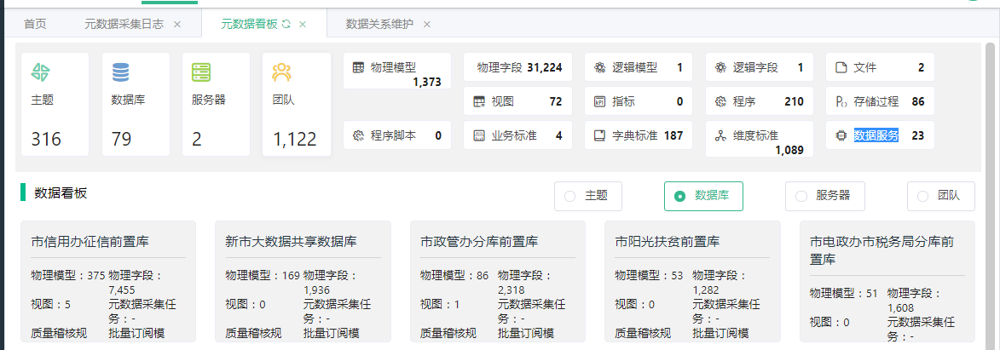 首页 元数据采集日志 × 元数据看板 × 数据关系维护 ×
主题 数据库 服务器 团队
316 79 2 1,122
物理模型 1,373 物理字段 31,224 逻辑模型 1 逻辑字段 1 文件 2
视图 72 指标 0 程序 210 存储过程 86
程序脚本 0 业务标准 4 字典标准 187 维度标准 1,089 数据服务 23
数据看板 主题 数据库 服务器 团队
市信用办征信前置库
物理模型：375 物理字段：
7,455
视图：5 元数据采集任
务：-
质量稽核规 批量订阅模
新市大数据共享数据库
物理模型：169 物理字段：
1,936
视图：0 元数据采集任
务：-
质量稽核规 批量订阅模
市政管办分库前置库
物理模型：86 物理字段：
2,318
视图：1 元数据采集任
务：-
质量稽核规 批量订阅模
市阳光扶贫前置库
物理模型：53 物理字段：
1,282
视图：0 元数据采集任
务：-
质量稽核规 批量订阅模
市电政办市税务局分库前
置库
物理模型：51 物理字段：
1,608
视图：0 元数据采集任
务：-